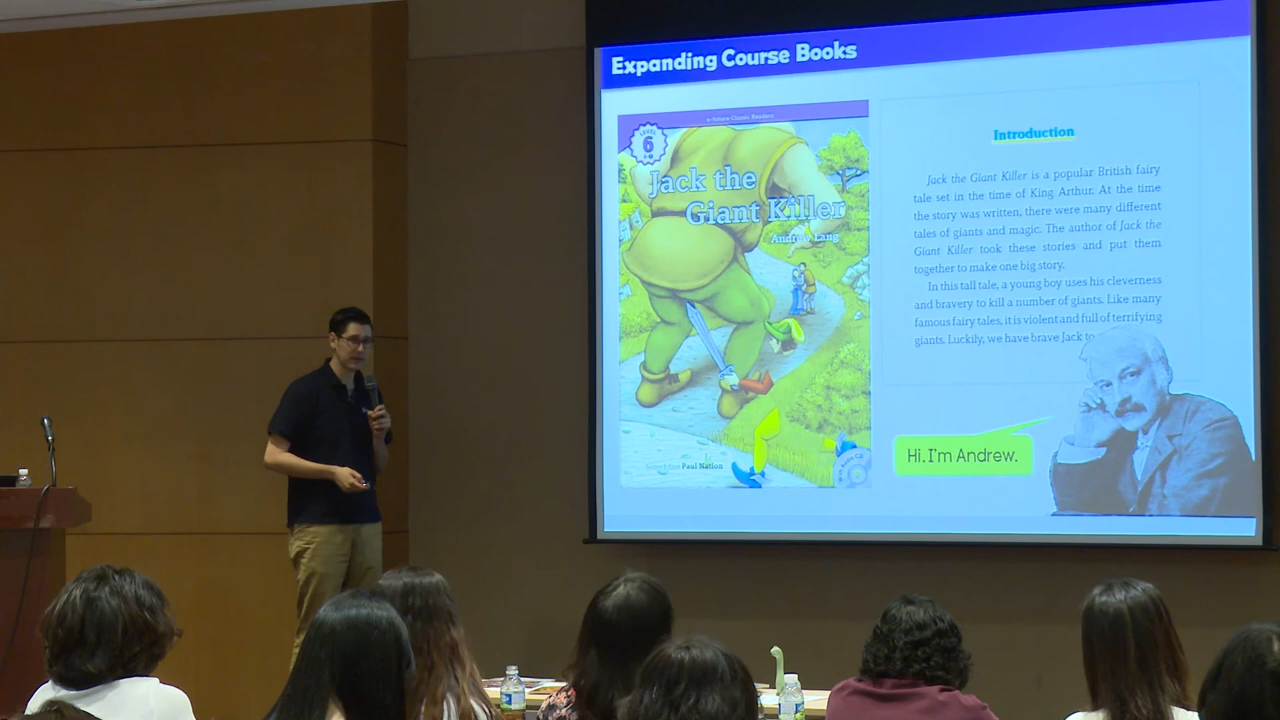 Expanding Course Books
e-future Classic Readers
LEVEL
6
Jack the
Giant Killer
Andrew Lang
Series Editor Paul Nation
Audio CD
Introduction
Jack the Giant Killer is a popular British fairy
tale set in the time of King Arthur. At the
time the story was written, there were many different
tales of giants and magic. The author of Jack the
Giant Killer took these stories and put them
together to make one big story.
In this tall tale, a young boy uses his cleverness
and bravery to kill a number of giants. Like many
famous fairy tales, it is violent and full of terrifying
giants. Luckily, we have brave Jack to
Hi. I'm Andrew.